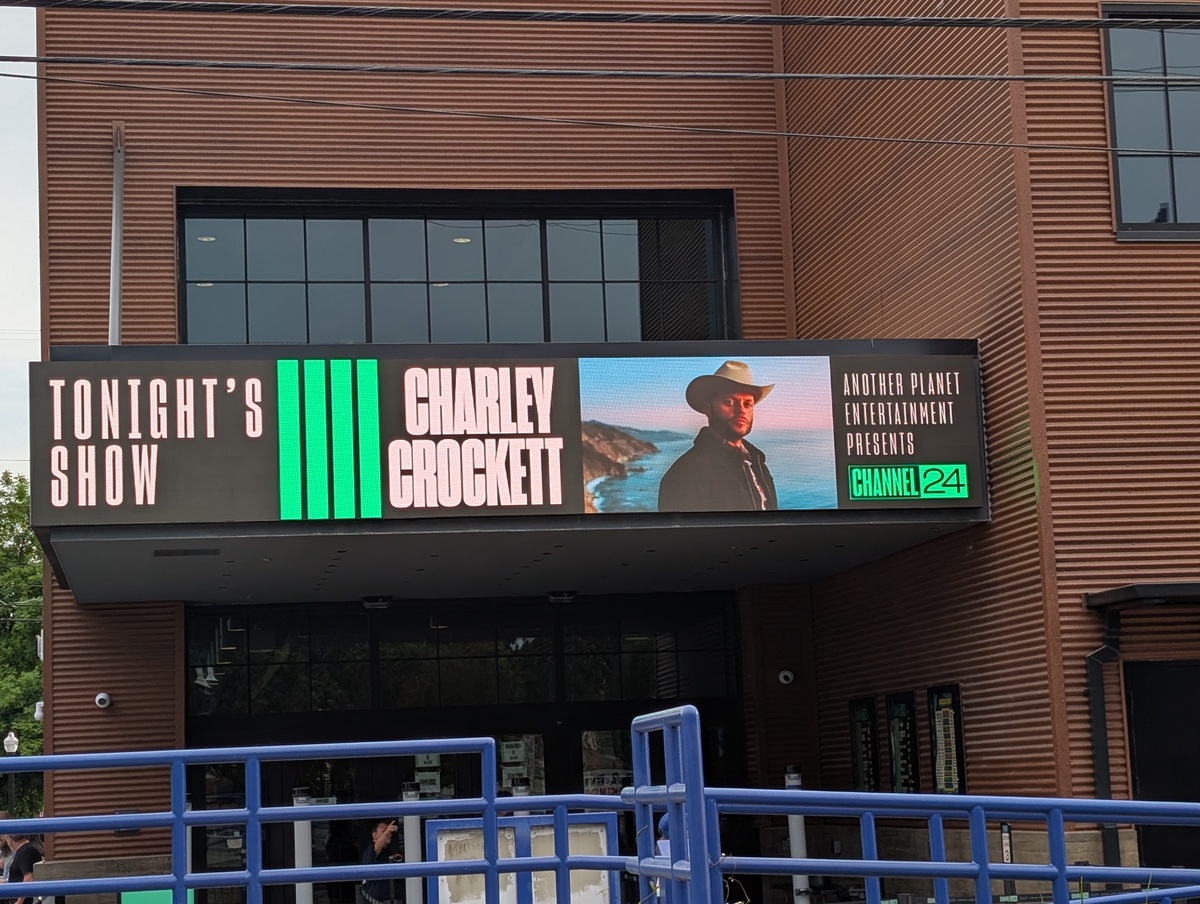 TONIGHT'S
SHOW
CHARLEY
CROCKETT
ANOTHER PLANET
ENTERTAINMENT
PRESENTS
CHANNEL 24